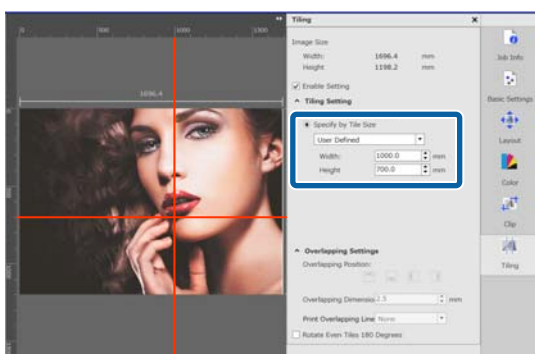 Tiling
0 500 1000 1500
Image Size
Width: 1696.4 mm
Height 1198.2 mm
Enable Setting
Tiling Setting
Specify by Tile Size
User Defined
Width: 1000.0 mm
Height 700.0 mm
Overlapping Settings
Overlapping Position:
Overlapping Dimensio 2.5 mm
Print Overlapping Line None
Rotate Even Tiles 180 Degrees
1696.4
Job Info
Basic Settings
Layout
Color
Clip
Tiling